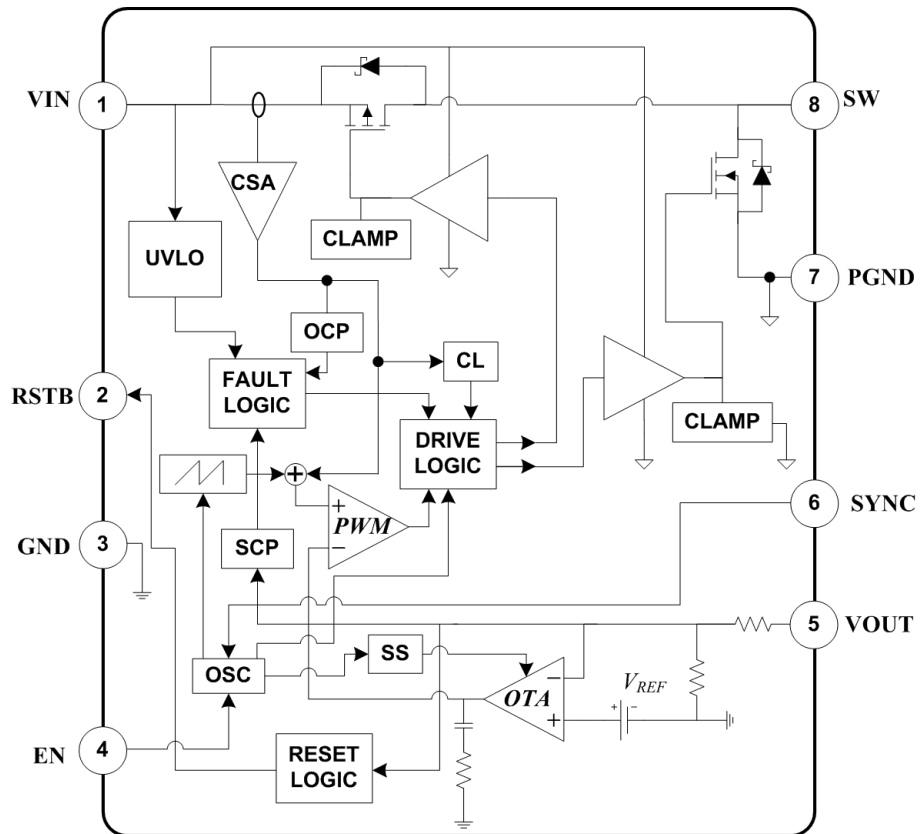 VIN
1
8
SW
CSA
CLAMP
UVLO
7
PGND
OCP
RSTB
2
FAULT
LOGIC
CL
CLAMP
DRIVE
LOGIC
+
+
PWM
−
6
SYNC
GND
3
SCP
5
VOUT
OSC
SS
OTA
−
+
VREF
+
−
EN
4
RESET
LOGIC